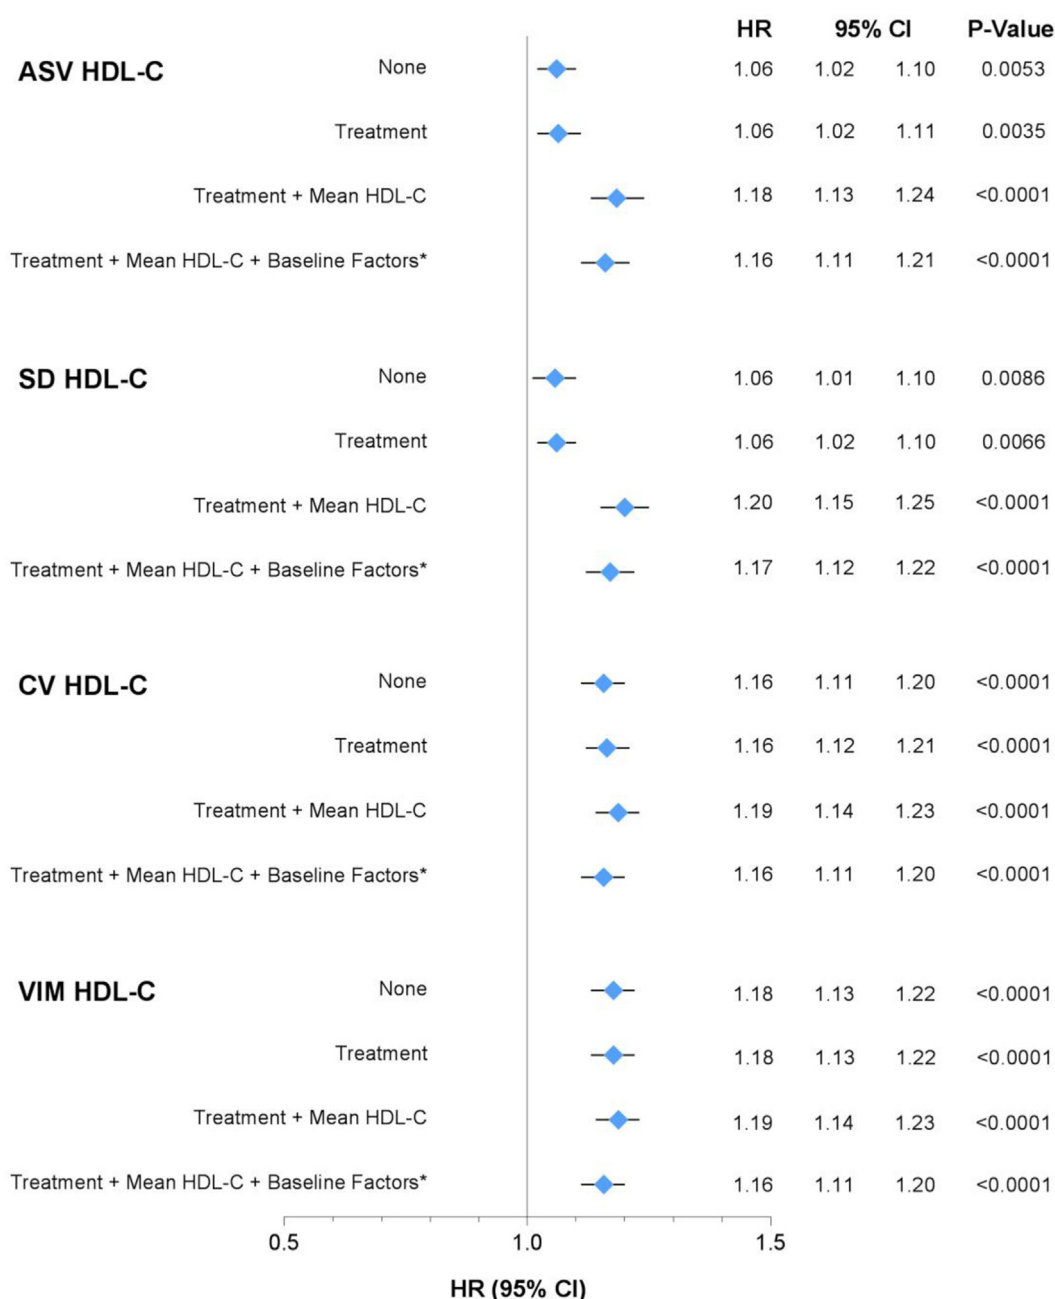 HR 95% CI P-Value
ASV HDL-C None 1.06 1.02 1.10 0.0053
Treatment 1.06 1.02 1.11 0.0035
Treatment + Mean HDL-C 1.18 1.13 1.24 <0.0001
Treatment + Mean HDL-C + Baseline Factors* 1.16 1.11 1.21 <0.0001
SD HDL-C None 1.06 1.01 1.10 0.0086
Treatment 1.06 1.02 1.10 0.0066
Treatment + Mean HDL-C 1.20 1.15 1.25 <0.0001
Treatment + Mean HDL-C + Baseline Factors* 1.17 1.12 1.22 <0.0001
CV HDL-C None 1.16 1.11 1.20 <0.0001
Treatment 1.16 1.12 1.21 <0.0001
Treatment + Mean HDL-C 1.19 1.14 1.23 <0.0001
Treatment + Mean HDL-C + Baseline Factors* 1.16 1.11 1.20 <0.0001
VIM HDL-C None 1.18 1.13 1.22 <0.0001
Treatment 1.18 1.13 1.22 <0.0001
Treatment + Mean HDL-C 1.19 1.14 1.23 <0.0001
Treatment + Mean HDL-C + Baseline Factors* 1.16 1.11 1.20 <0.0001
0.5 1.0 1.5
HR (95% CI)